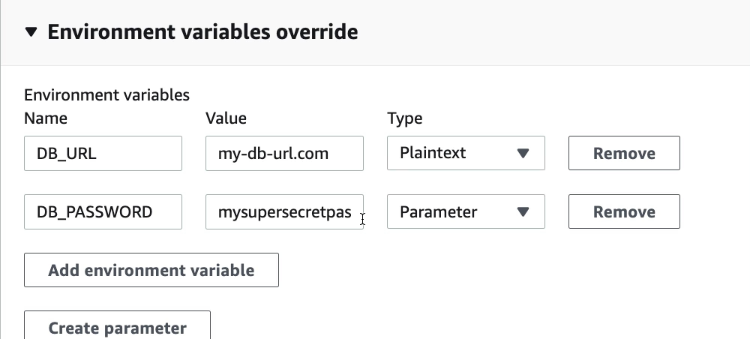 Environment variables override
Environment variables
Name Value Type
DB_URL my-db-url.com Plaintext Remove
DB_PASSWORD mysupersecretpas Parameter Remove
Add environment variable
Create parameter